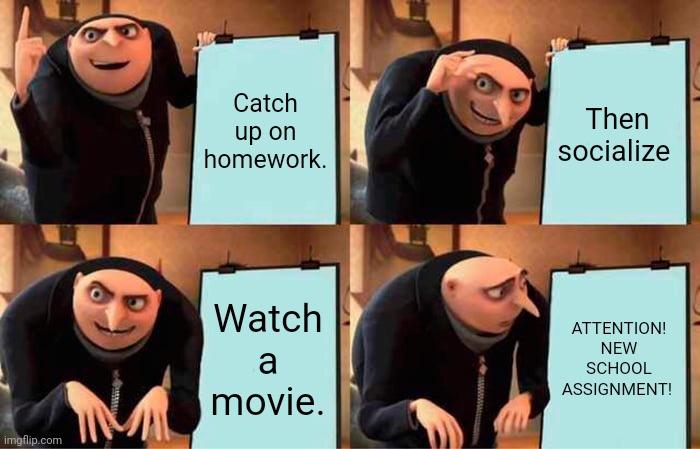 Catch
up on
homework.
Then
socialize
Watch
a
movie.
ATTENTION!
NEW
SCHOOL
ASSIGNMENT!
imgflip.com